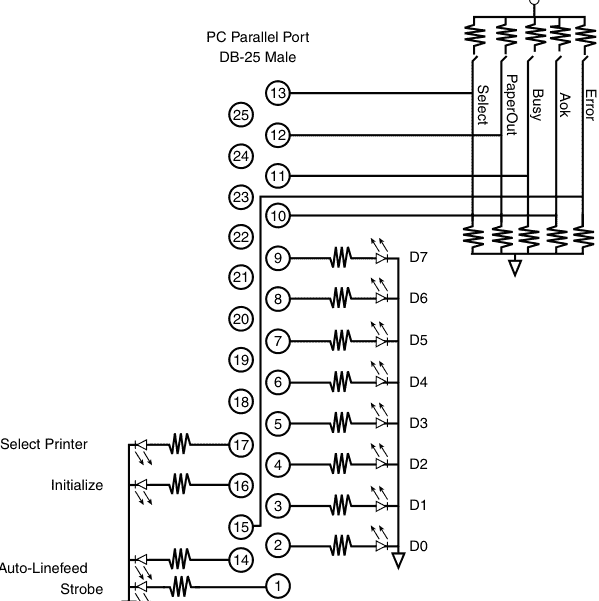 PC Parallel Port
DB-25 Male
13
25
12
24
11
23
10
22
9
21
8
20
7
19
6
18
5
17
4
16
3
15
2
14
1
Select
PaperOut
Busy
Aok
Error
D7
D6
D5
D4
D3
D2
D1
D0
Select Printer
Initialize
Auto-Linefeed
Strobe